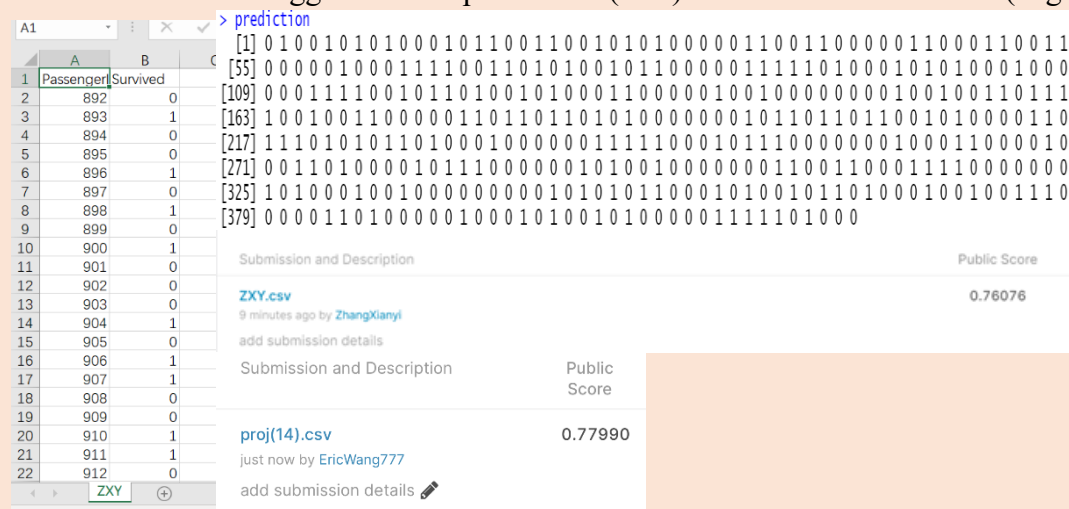 A1
A B C
1 PassengerI Survived
2 892 0
3 893 1
4 894 0
5 895 0
6 896 1
7 897 0
8 898 1
9 899 0
10 900 1
11 901 0
12 902 0
13 903 0
14 904 1
15 905 0
16 906 1
17 907 1
18 908 0
19 909 0
20 910 1
21 911 1
22 912 0
ZXY
> prediction
[1] 0 1 0 0 1 0 1 0 1 0 0 0 1 0 1 1 0 0 1 1 0 0 1 0 1 0 1 0 0 0 0 0 1 1 0 0 1 1 0 0 0 0 0 1 1 0 0 0 1 1 0 0 1 1
[55] 0 0 0 0 0 1 0 0 0 1 1 1 1 0 1 1 0 1 0 1 0 0 1 0 1 1 0 0 0 0 0 1 1 1 1 1 0 1 0 0 0 1 0 1 0 1 0 0 0 1 0 0 0
[109] 0 0 0 1 1 1 1 0 0 1 0 1 1 0 1 0 0 1 0 1 0 0 0 1 1 0 0 0 0 0 1 0 0 1 0 0 0 0 0 0 0 0 1 0 0 1 0 0 1 1 0 1 1 1
[163] 1 0 0 1 0 0 1 1 0 0 0 0 0 1 1 0 1 1 0 1 1 0 1 0 1 0 0 0 0 0 0 0 1 0 1 1 0 1 1 0 1 1 0 0 1 0 1 0 0 0 0 1 1 0
[217] 1 1 1 0 1 0 1 0 1 1 0 1 0 0 0 1 0 0 0 0 0 0 1 1 1 1 1 0 0 0 1 0 1 1 1 0 0 0 0 0 0 0 1 0 0 0 1 1 0 0 0 0 1 0
[271] 0 0 1 1 0 1 0 0 0 0 1 0 1 1 1 0 0 0 0 0 0 1 0 1 0 0 1 0 0 0 0 0 0 0 1 1 0 0 1 1 0 0 0 1 1 1 1 0 0 0 0 0 0 0
[325] 1 0 1 0 0 0 1 0 0 1 0 0 0 0 0 0 0 0 0 1 0 1 0 1 1 0 0 0 1 0 1 0 0 1 0 1 1 0 1 0 0 0 1 0 0 1 0 0 1 1 1 0
[379] 0 0 0 0 1 1 0 1 0 0 0 0 0 1 0 0 0 1 0 1 0 0 1 0 1 0 0 0 0 0 1 1 1 1 1 0 1 0 0 0
Submission and Description Public Score
ZXY.csv 0.76076
9 minutes ago by ZhangXianyi
add submission details
Submission and Description Public
Score
proj(14).csv 0.77990
just now by EricWang777
add submission details